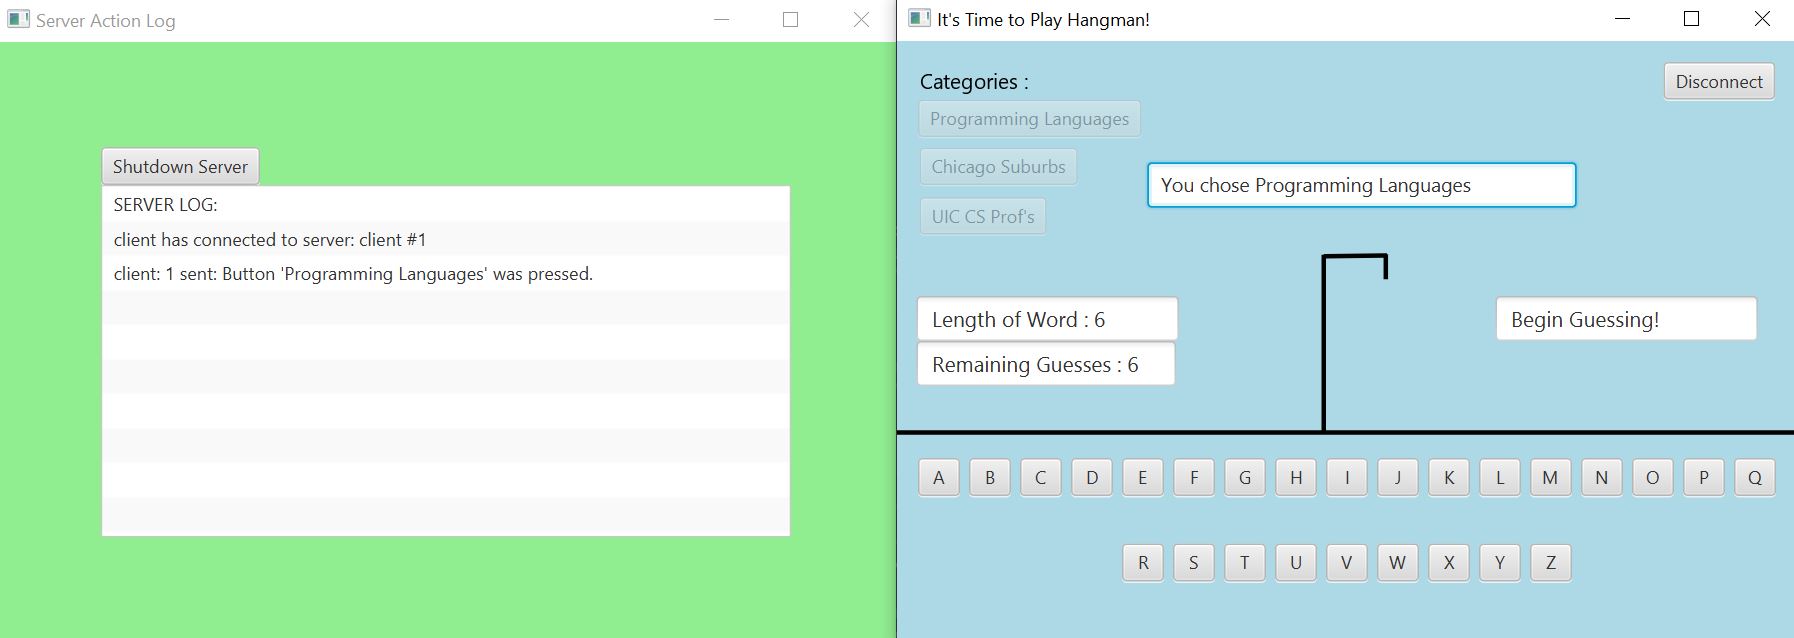 Server Action Log
Shutdown Server
SERVER LOG:
client has connected to server: client #1
client: 1 sent: Button 'Programming Languages' was pressed.
It's Time to Play Hangman!
Categories :
Disconnect
Programming Languages
Chicago Suburbs
UIC CS Prof's
You chose Programming Languages
Length of Word : 6
Remaining Guesses : 6
Begin Guessing!
A B C D E F G H I J K L M N O P Q
R S T U V W X Y Z